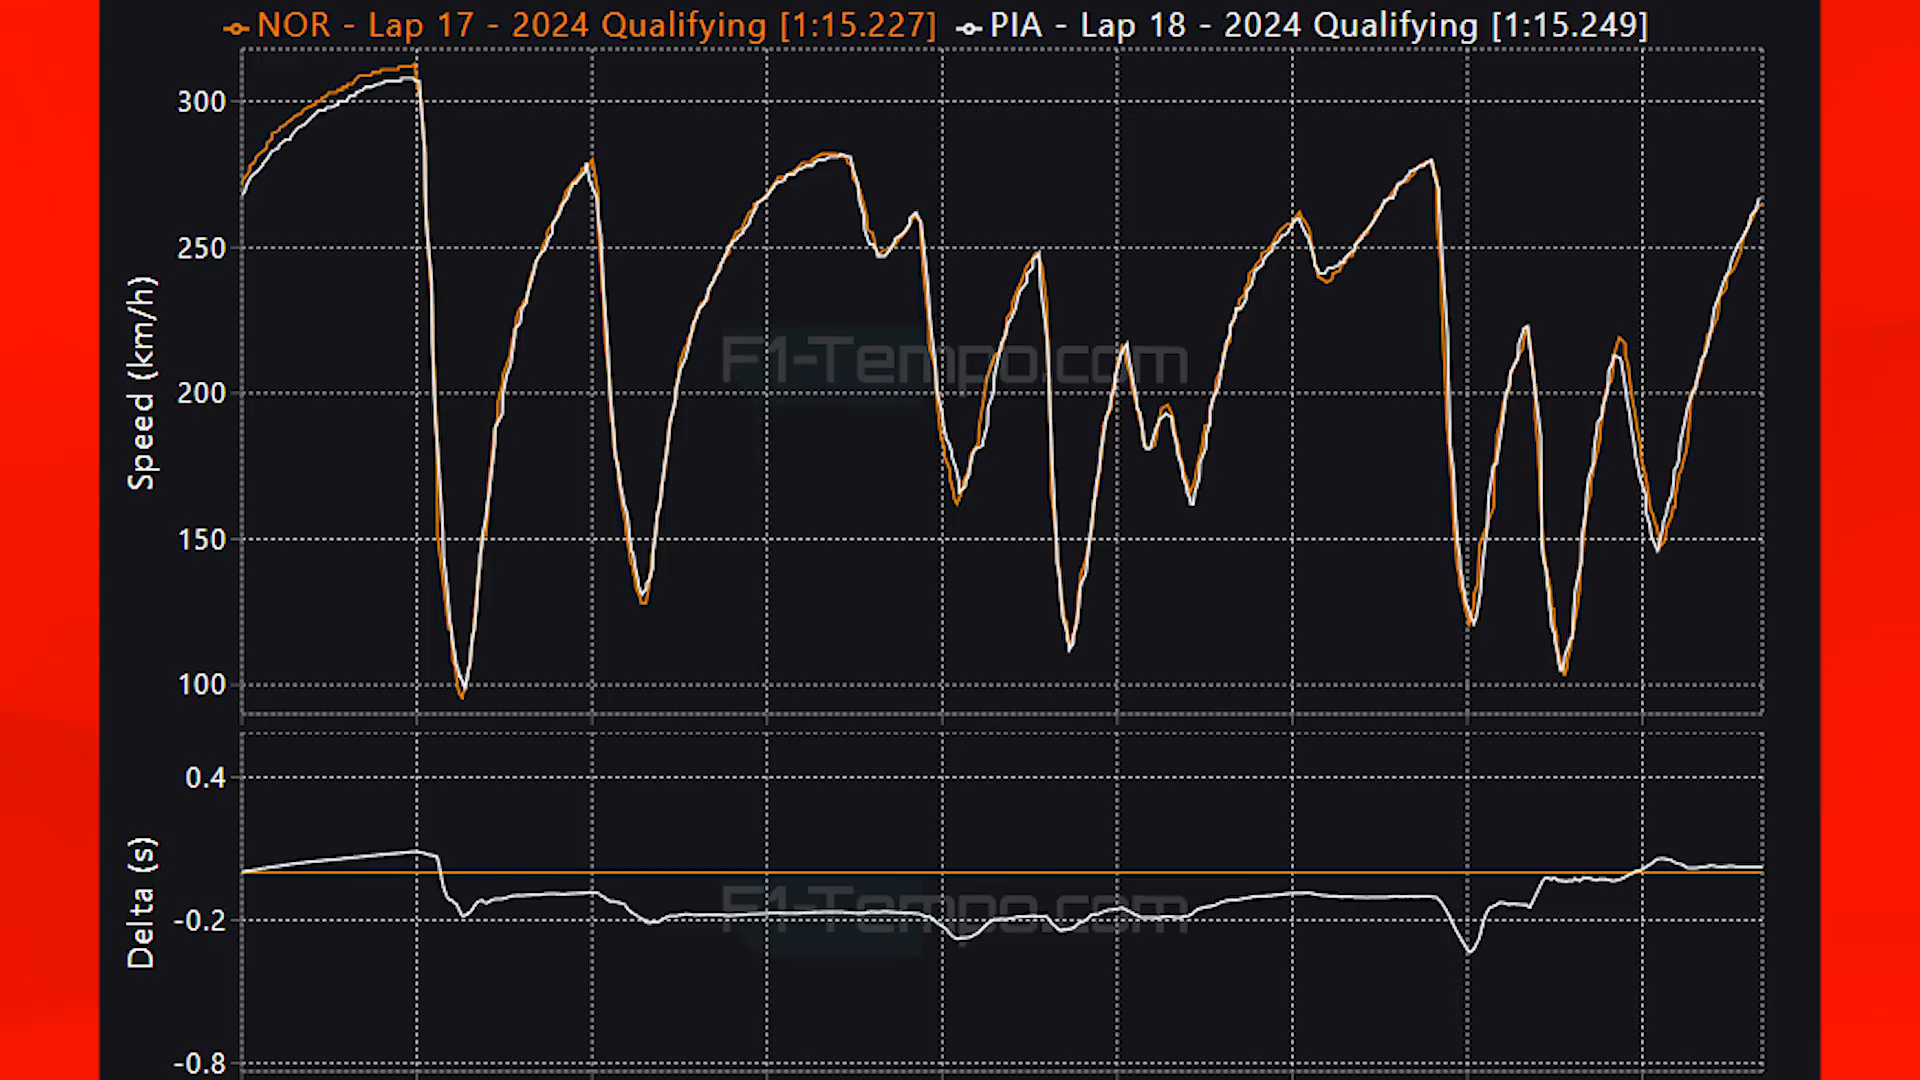 NOR - Lap 17 - 2024 Qualifying [1:15.227] PIA - Lap 18 - 2024 Qualifying [1:15.249]
300
250
200
150
100
Speed (km/h)
F1-Tempo.com
0.4
-0.2
-0.8
Delta (s)
F1-Tempo.com